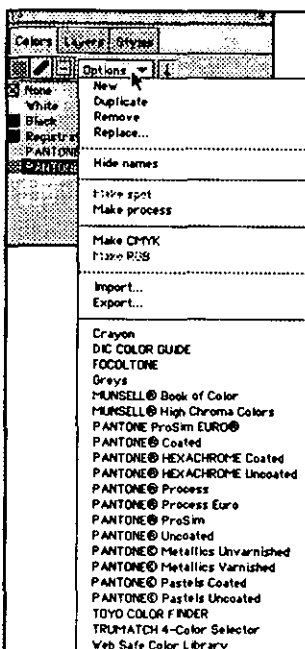 Colors Layers Styles
Options
None
White
Black
Registrat
PANTONE
PANTONE
New
Duplicate
Remove
Replace...
Hide names
Make spot
Make process
Make CMYK
Make RGB
Import...
Export...
Crayon
DIC COLOR GUIDE
FOCOLTONE
Greys
MUNSELL® Book of Color
MUNSELL® High Chroma Colors
PANTONE ProSim EURO®
PANTONE® Coated
PANTONE® HEXACHROME Coated
PANTONE® HEXACHROME Uncoated
PANTONE® Process
PANTONE® Process Euro
PANTONE® ProSim
PANTONE® Uncoated
PANTONE© Metallics Unvarnished
PANTONE© Metallics Varnished
PANTONE© Pastels Coated
PANTONE© Pastels Uncoated
TOYO COLOR FINDER
TRUMATCH 4-Color Selector
Web Safe Color Library